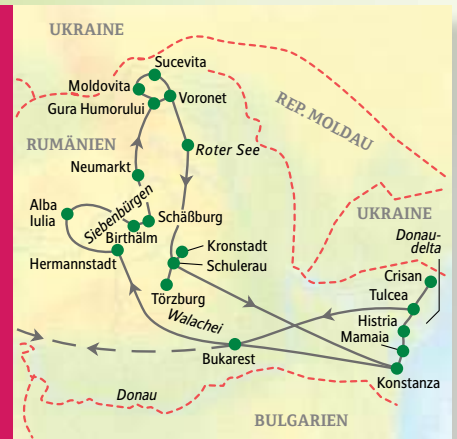 UKRAINE
Sucevita
Moldovita
Voronet
Gura Humorului
REP. MOLDAU
RUMÄNIEN
Roter See
Neumarkt
Siebenbürgen
Alba
Iulia
Schäßburg
Birthälm
UKRAINE
Donau-
delta
Kronstadt
Hermannstadt
Schulerau
Crisan
Törzburg
Tulcea
Walachei
Histria
Mamaia
Bukarest
Konstanza
Donau
BULGARIEN